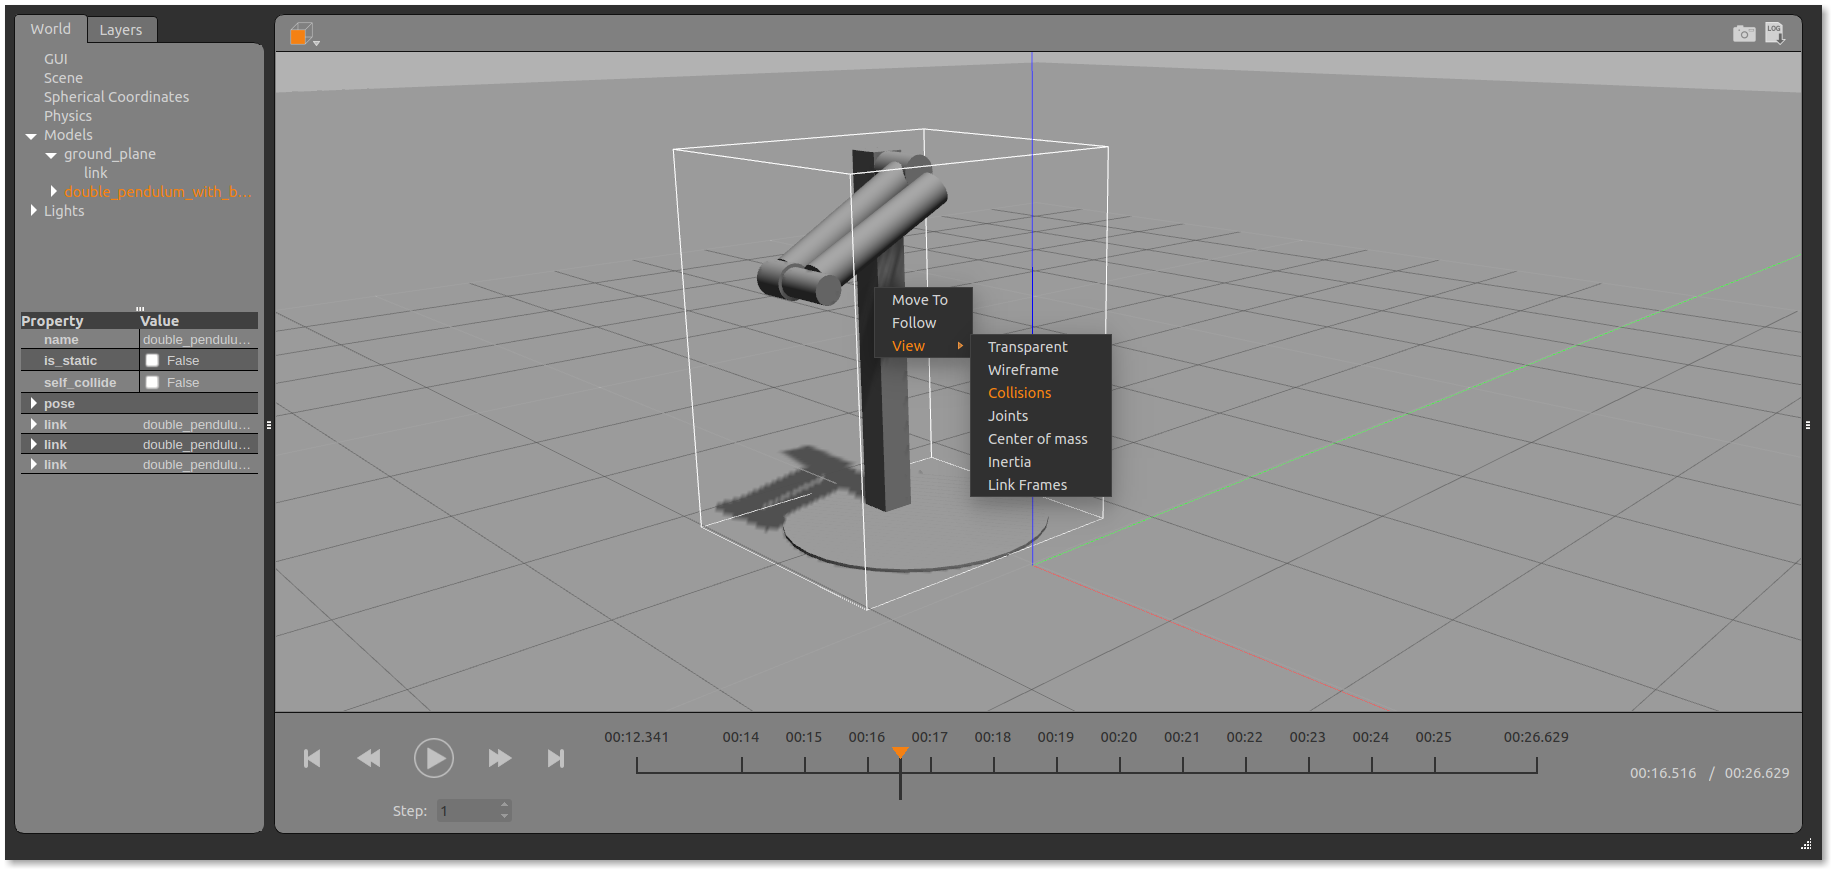 World
Layers
GUI
Scene
Spherical Coordinates
Physics
Models
ground_plane
link
double_pendulum_with_b...
Lights
Property Value
name double_pendulu...
is_static False
self_collide False
pose
link double_pendulu...
link double_pendulu...
link double_pendulu...
LOG
Move To
Follow
View
Transparent
Wireframe
Collisions
Joints
Center of mass
Inertia
Link Frames
00:12.341 00:14 00:15 00:16 00:17 00:18 00:19 00:20 00:21 00:22 00:23 00:24 00:25 00:26.629
00:16.516 / 00:26.629
Step: 1